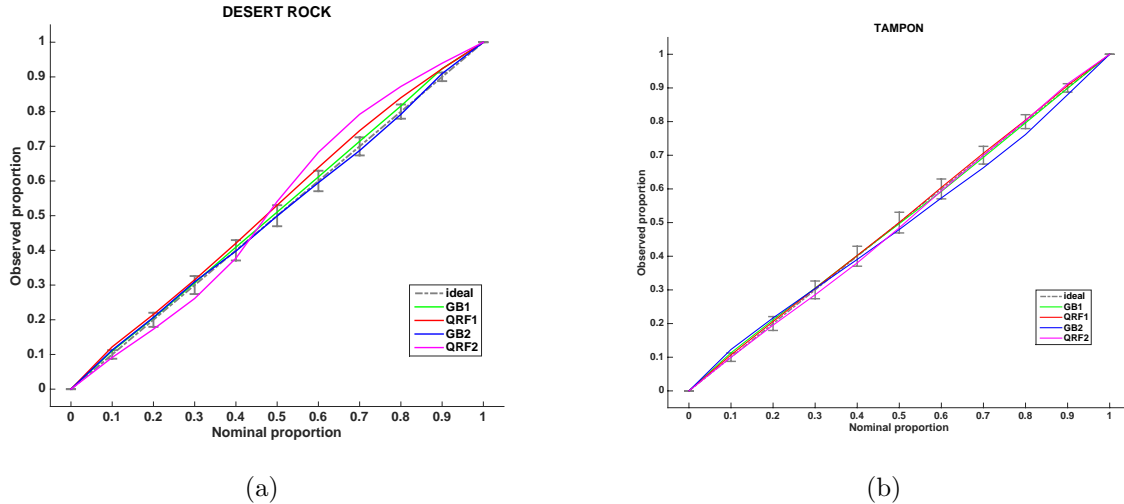 DESERT ROCK
1
0.9
0.8
0.7
0.6
0.5
0.4
0.3
0.2
0.1
0
Observed proportion
0 0.1 0.2 0.3 0.4 0.5 0.6 0.7 0.8 0.9 1
Nominal proportion
ideal
GB1
QRF1
GB2
QRF2
(a)
TAMPON
1
0.9
0.8
0.7
0.6
0.5
0.4
0.3
0.2
0.1
0
Observed proportion
0 0.1 0.2 0.3 0.4 0.5 0.6 0.7 0.8 0.9 1
Nominal proportion
ideal
GB1
QRF1
GB2
QRF2
(b)